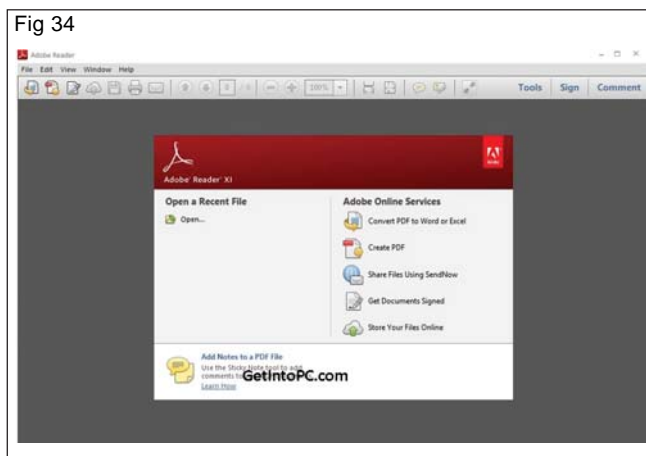 Fig 34
Adobe Reader
File Edit View Window Help
100%
Tools Sign Comment
Adobe Reader XI
Open a Recent File
Open...
Adobe Online Services
Convert PDF to Word or Excel
Create PDF
Share Files Using SendNow
Get Documents Signed
Store Your Files Online
Add Notes to a PDF File
Use the Sticky Note tool to add
comments to
GetIntoPC.com
Learn How